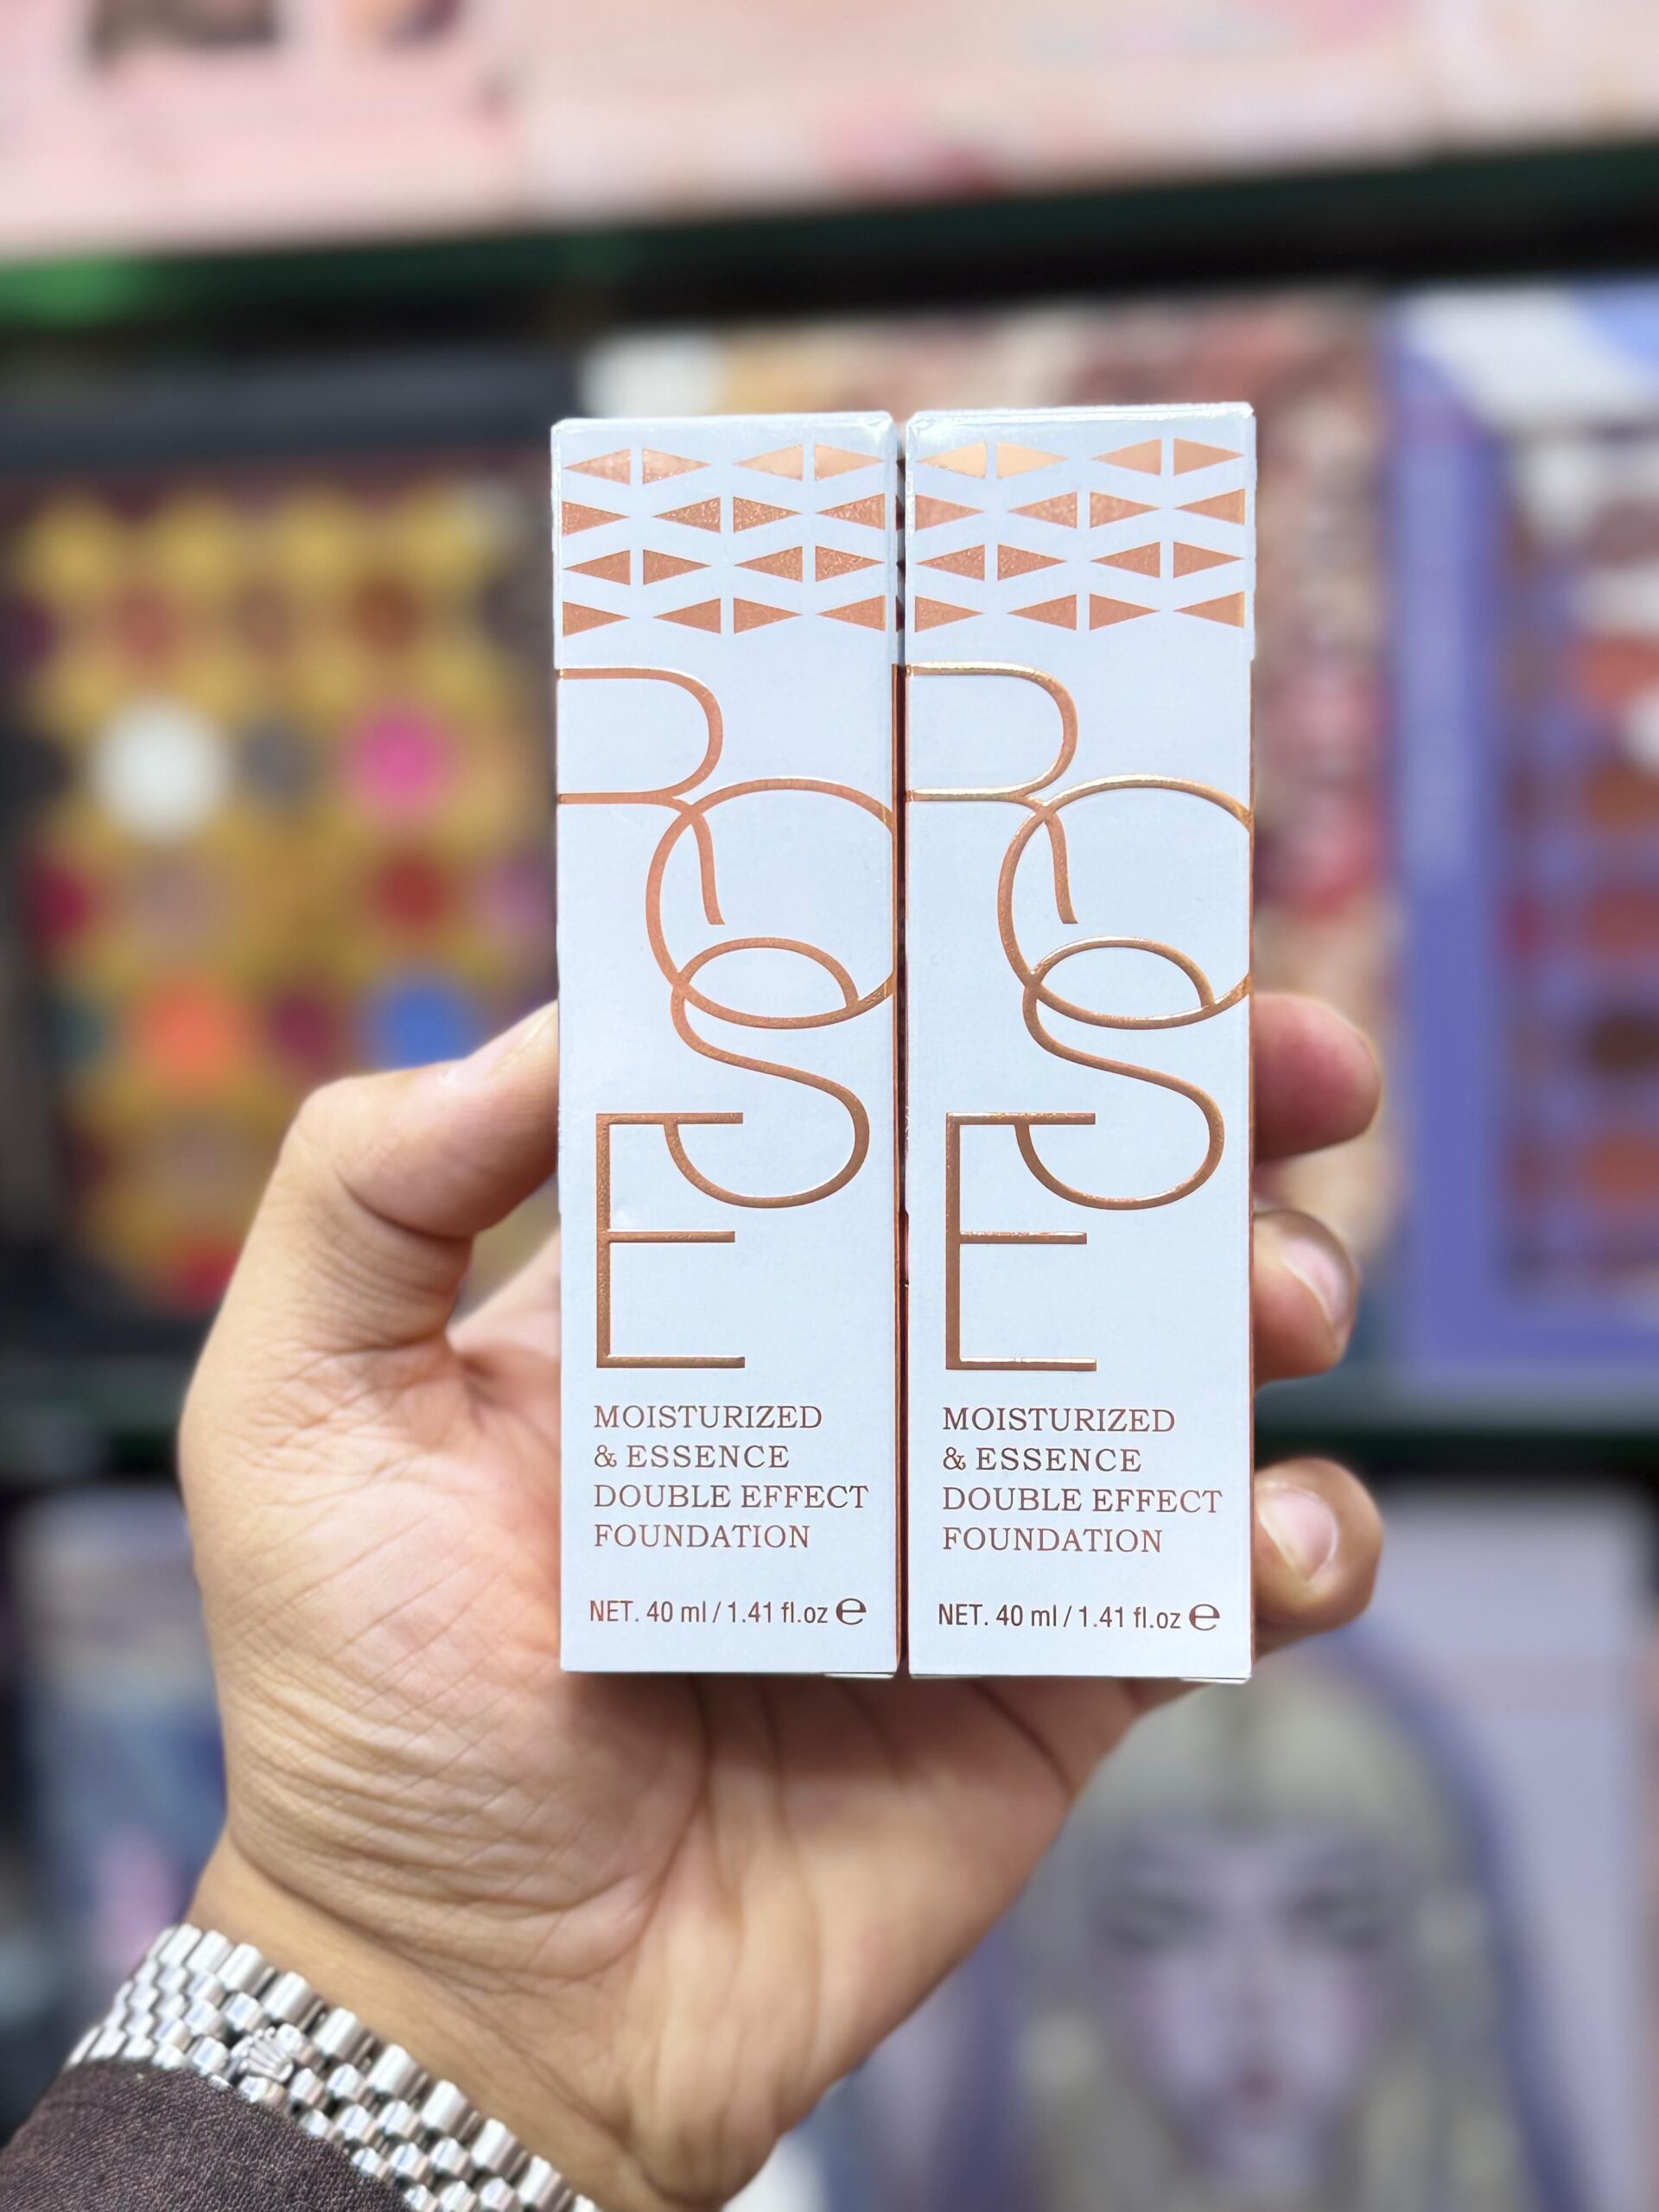 ROSE
MOISTURIZED
& ESSENCE
DOUBLE EFFECT
FOUNDATION
NET. 40 ml / 1.41 fl.oz ℮
ROSE
MOISTURIZED
& ESSENCE
DOUBLE EFFECT
FOUNDATION
NET. 40 ml / 1.41 fl.oz ℮